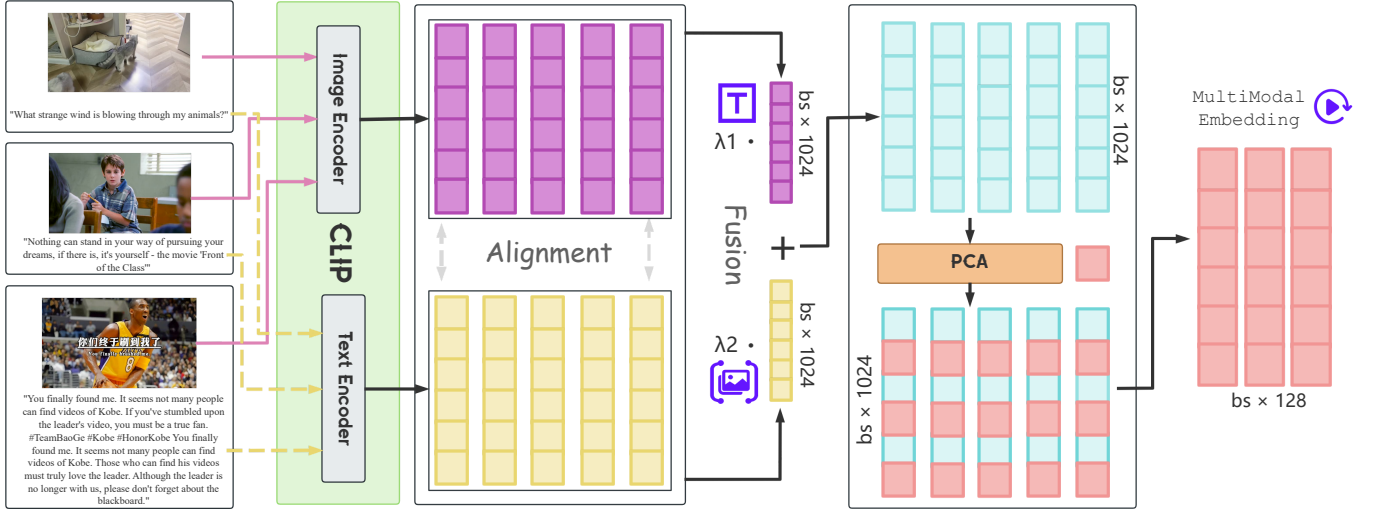 "What strange wind is blowing through my animals?"
"Nothing can stand in your way of pursuing your
dreams, if there is, it's yourself - the movie 'Front
of the Class'"
你们终于刷到我了
You finally found me
8
"You finally found me. It seems not many people
can find videos of Kobe. If you've stumbled upon
the leader's video, you must be a true fan.
#TeamBaoGe #Kobe #HonorKobe You finally
found me. It seems not many people can find
videos of Kobe. Those who can find his videos
must truly love the leader. Although the leader is
no longer with us, please don't forget about the
blackboard."
Image Encoder
CLIP
Text Encoder
Alignment
T
λ1 •
bs × 1024
Fusion
+
λ2 •
bs × 1024
bs × 1024
PCA
bs × 1024
MultiModal
Embedding
bs × 128